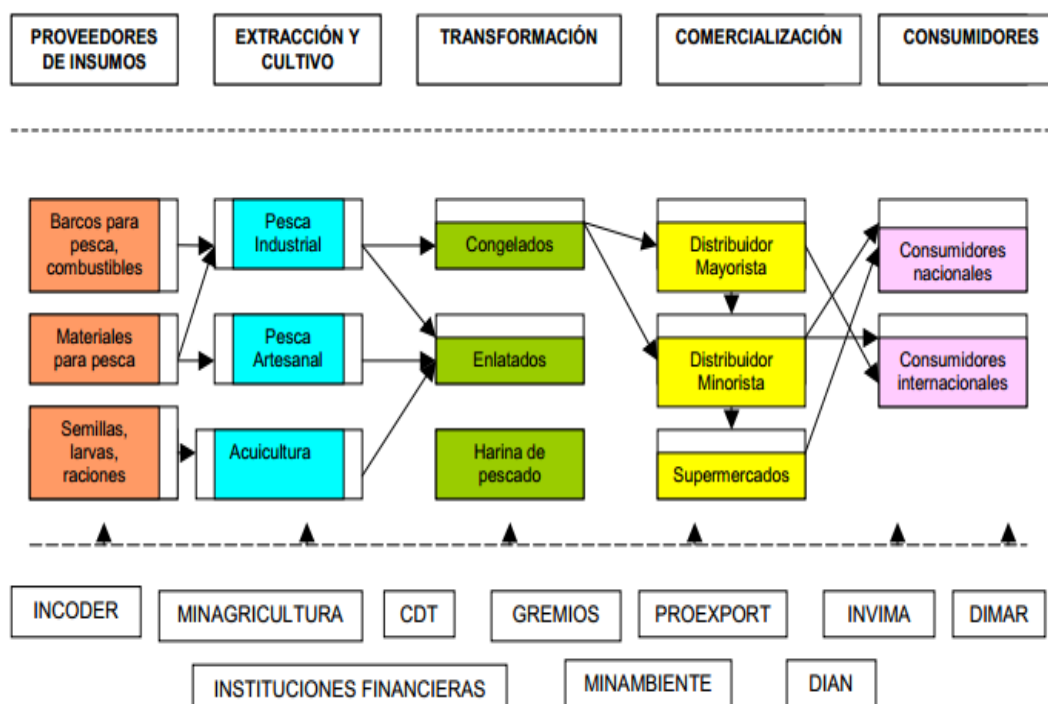 PROVEEDORES
DE INSUMOS
EXTRACCIÓN Y
CULTIVO
TRANSFORMACIÓN
COMERCIALIZACIÓN
CONSUMIDORES
Barcos para
pesca,
combustibles
Pesca
Industrial
Congelados
Distribuidor
Mayorista
Consumidores
nacionales
Materiales
para pesca
Pesca
Artesanal
Enlatados
Distribuidor
Minorista
Consumidores
internacionales
Semillas,
larvas,
raciones
Acuicultura
Harina de
pescado
Supermercados
INCODER
MINAGRICULTURA
CDT
GREMIOS
PROEXPORT
INVIMA
DIMAR
INSTITUCIONES FINANCIERAS
MINAMBIENTE
DIAN